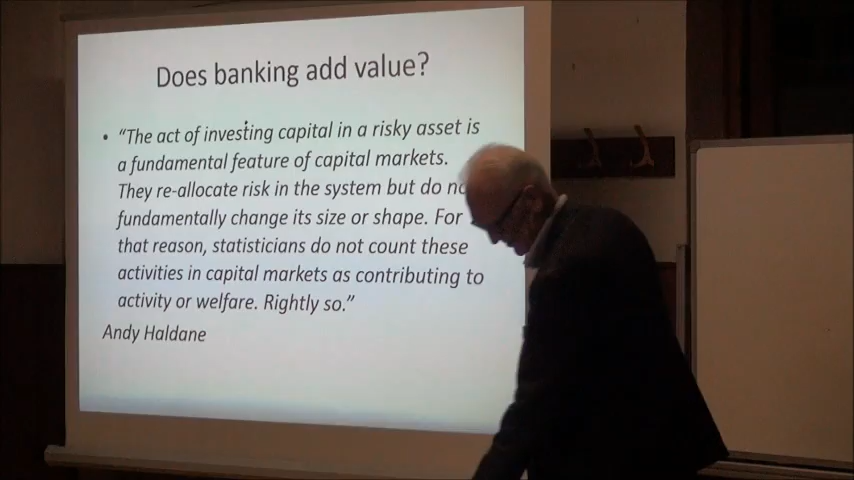 Does banking add value?
• “The act of investing capital in a risky asset is
a fundamental feature of capital markets.
They re-allocate risk in the system but do
fundamentally change its size or shape. For
that reason, statisticians do not count these
activities in capital markets as contributing to
activity or welfare. Rightly so.”
Andy Haldane